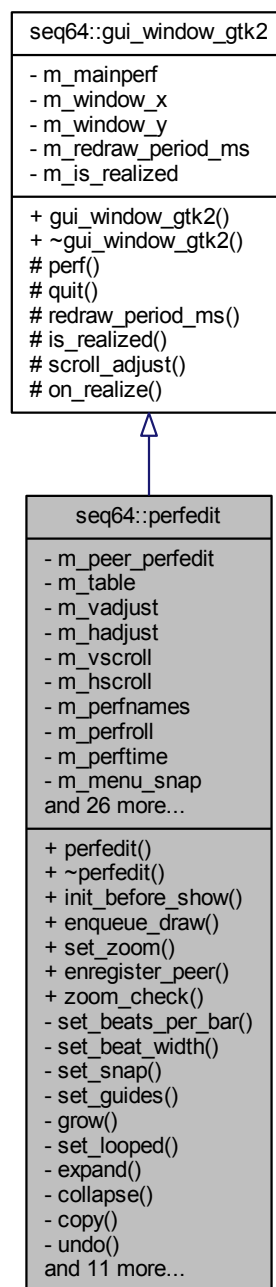 seq64::gui_window_gtk2
- m_mainperf
- m_window_x
- m_window_y
- m_redraw_period_ms
- m_is_realized
+ gui_window_gtk2()
+ ~gui_window_gtk2()
# perf()
# quit()
# redraw_period_ms()
# is_realized()
# scroll_adjust()
# on_realize()
seq64::perfedit
- m_peer_perfedit
- m_table
- m_vadjust
- m_hadjust
- m_vscroll
- m_hscroll
- m_perfnames
- m_perfroll
- m_perftime
- m_menu_snap
and 26 more...
+ perfedit()
+ ~perfedit()
+ init_before_show()
+ enqueue_draw()
+ set_zoom()
+ enregister_peer()
+ zoom_check()
- set_beats_per_bar()
- set_beat_width()
- set_snap()
- set_guides()
- grow()
- set_looped()
- expand()
- collapse()
- copy()
- undo()
and 11 more...